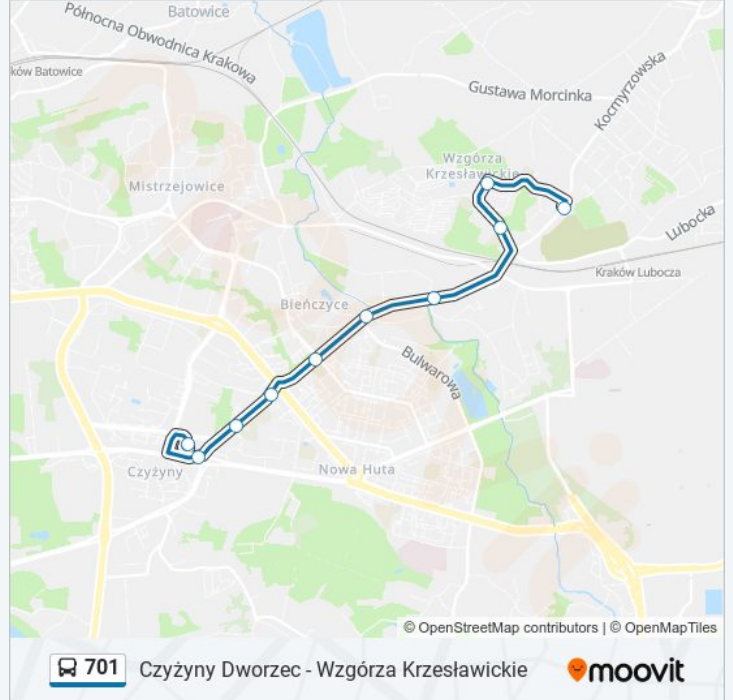 Batowice
Północna Obwodnica Krakowa
ków Batowice
Gustawa Morcinka
Kocmyrzowska
Wzgórza
Krzesławickie
Mistrzejowice
Lubocka
Kraków Lubocza
Bieńczyce
Bulwarowa
Czyżyny
Nowa Huta
© OpenStreetMap contributors | © OpenMapTiles
701 Czyżyny Dworzec - Wzgórza Krzesławickie moovit